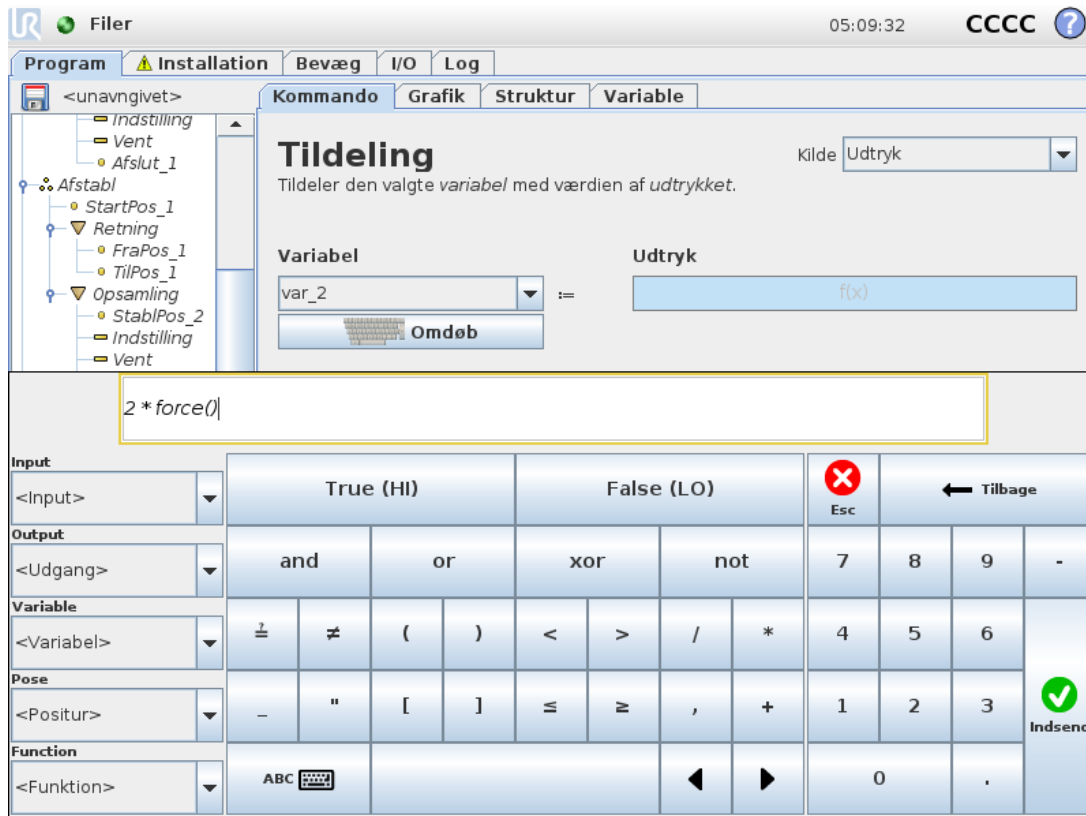 UR Filer 05:09:32 CCCC ?
Program Installation Bevæg I/O Log
<unavngivet> Kommando Grafik Struktur Variable
Indstilling
Vent
Afslut_1
Afstabl
StartPos_1
Retning
FraPos_1
TilPos_1
Opsamling
StablPos_2
Indstilling
Vent
Tildeling
Kilde Udtryk
Tildeler den valgte variabel med værdien af udtrykket.
Variabel Udtryk
var_2 := f(x)
Omdøb
2 * force()
Input
<Input>
Output
<Udgang>
Variable
<Variabel>
Pose
<Positur>
Function
<Funktion>
True (HI) False (LO) Esc Tilbage
and or xor not 7 8 9 -
≟ ≠ ( ) < > / * 4 5 6
_ " [ ] ≤ ≥ , + 1 2 3
Indsend
ABC 0 .